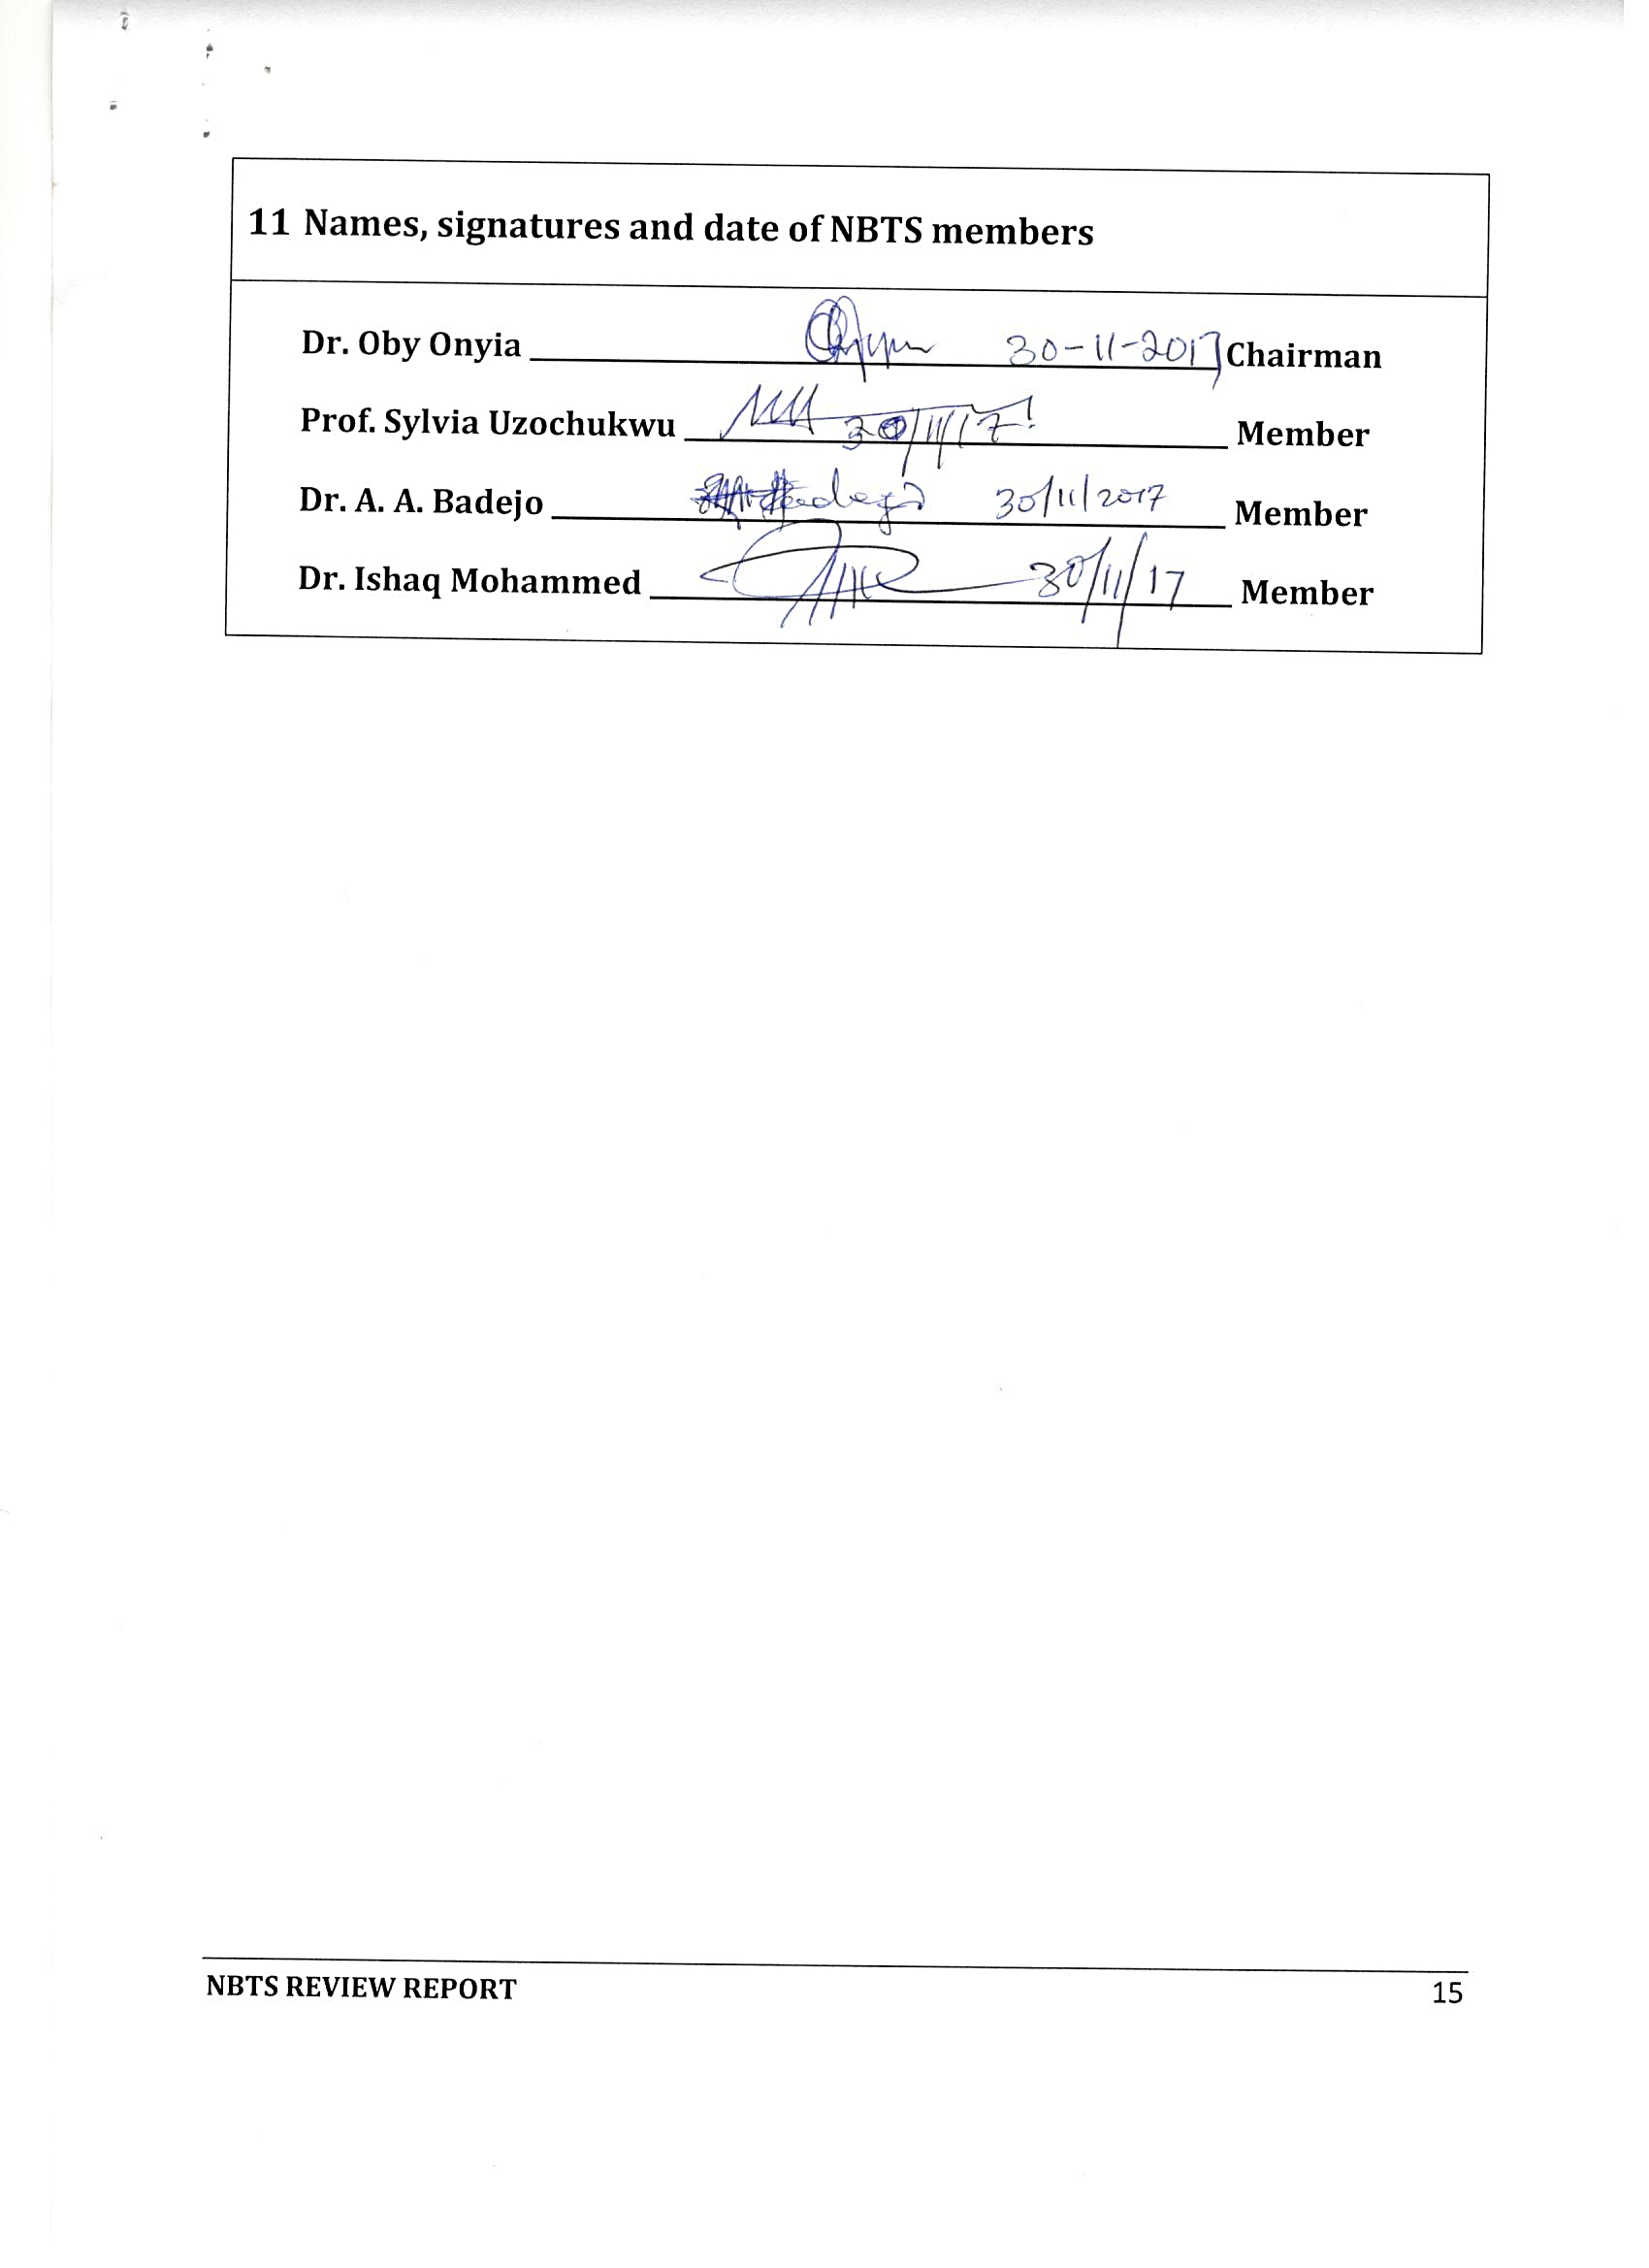 11 Names, signatures and date of NBTS members
Dr. Oby Onyia 30-11-2017 Chairman
Prof. Sylvia Uzochukwu 30/11/17 Member
Dr. A. A. Badejo Badejo 30/11/2017 Member
Dr. Ishaq Mohammed 30/11/17 Member
NBTS REVIEW REPORT 15